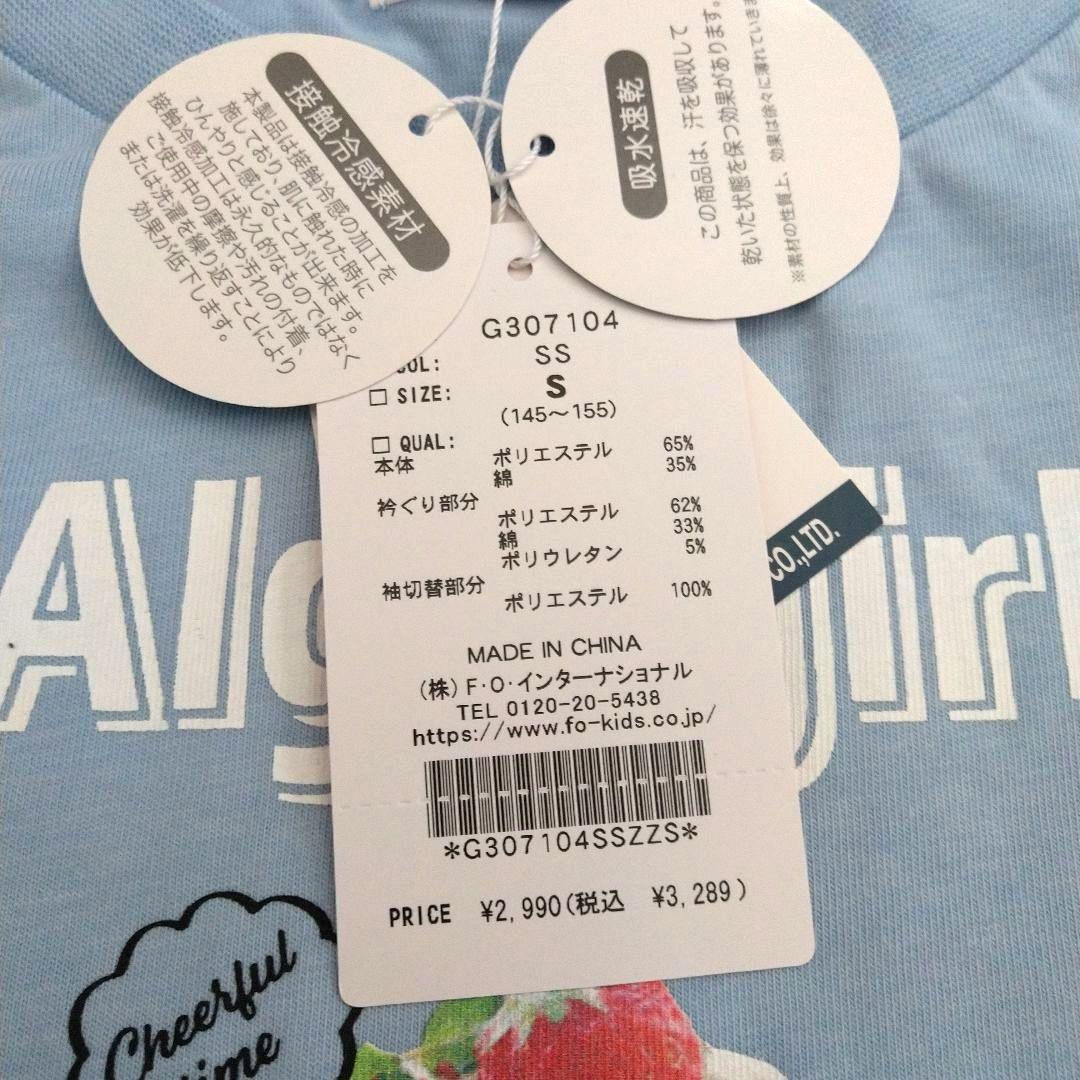 接触冷感素材
本製品は接触冷感の加工を
施しており、肌に触れた時に
ひんやりと感じることが出来ます。
接触冷感加工は永久的なものではなく
ご使用中の摩擦や汚れの付着、
または洗濯を繰り返すことにより
効果が低下します。
吸水速乾
この商品は、汗を吸収して
乾いた状態を保つ効果があります。
※素材の性質上、効果は徐々に薄れていきま
G307104
COL: SS
□ SIZE: S
(145～155)
□ QUAL:
本体 ポリエステル 65%
綿 35%
衿ぐり部分 ポリエステル 62%
綿 33%
ポリウレタン 5%
袖切替部分 ポリエステル 100%
MADE IN CHINA
(株)F・O・インターナショナル
TEL 0120-20-5438
https://www.fo-kids.co.jp/
*G307104SSZZS*
PRICE ¥2,990(税込 ¥3,289)
CO.,LTD.
Cheerful